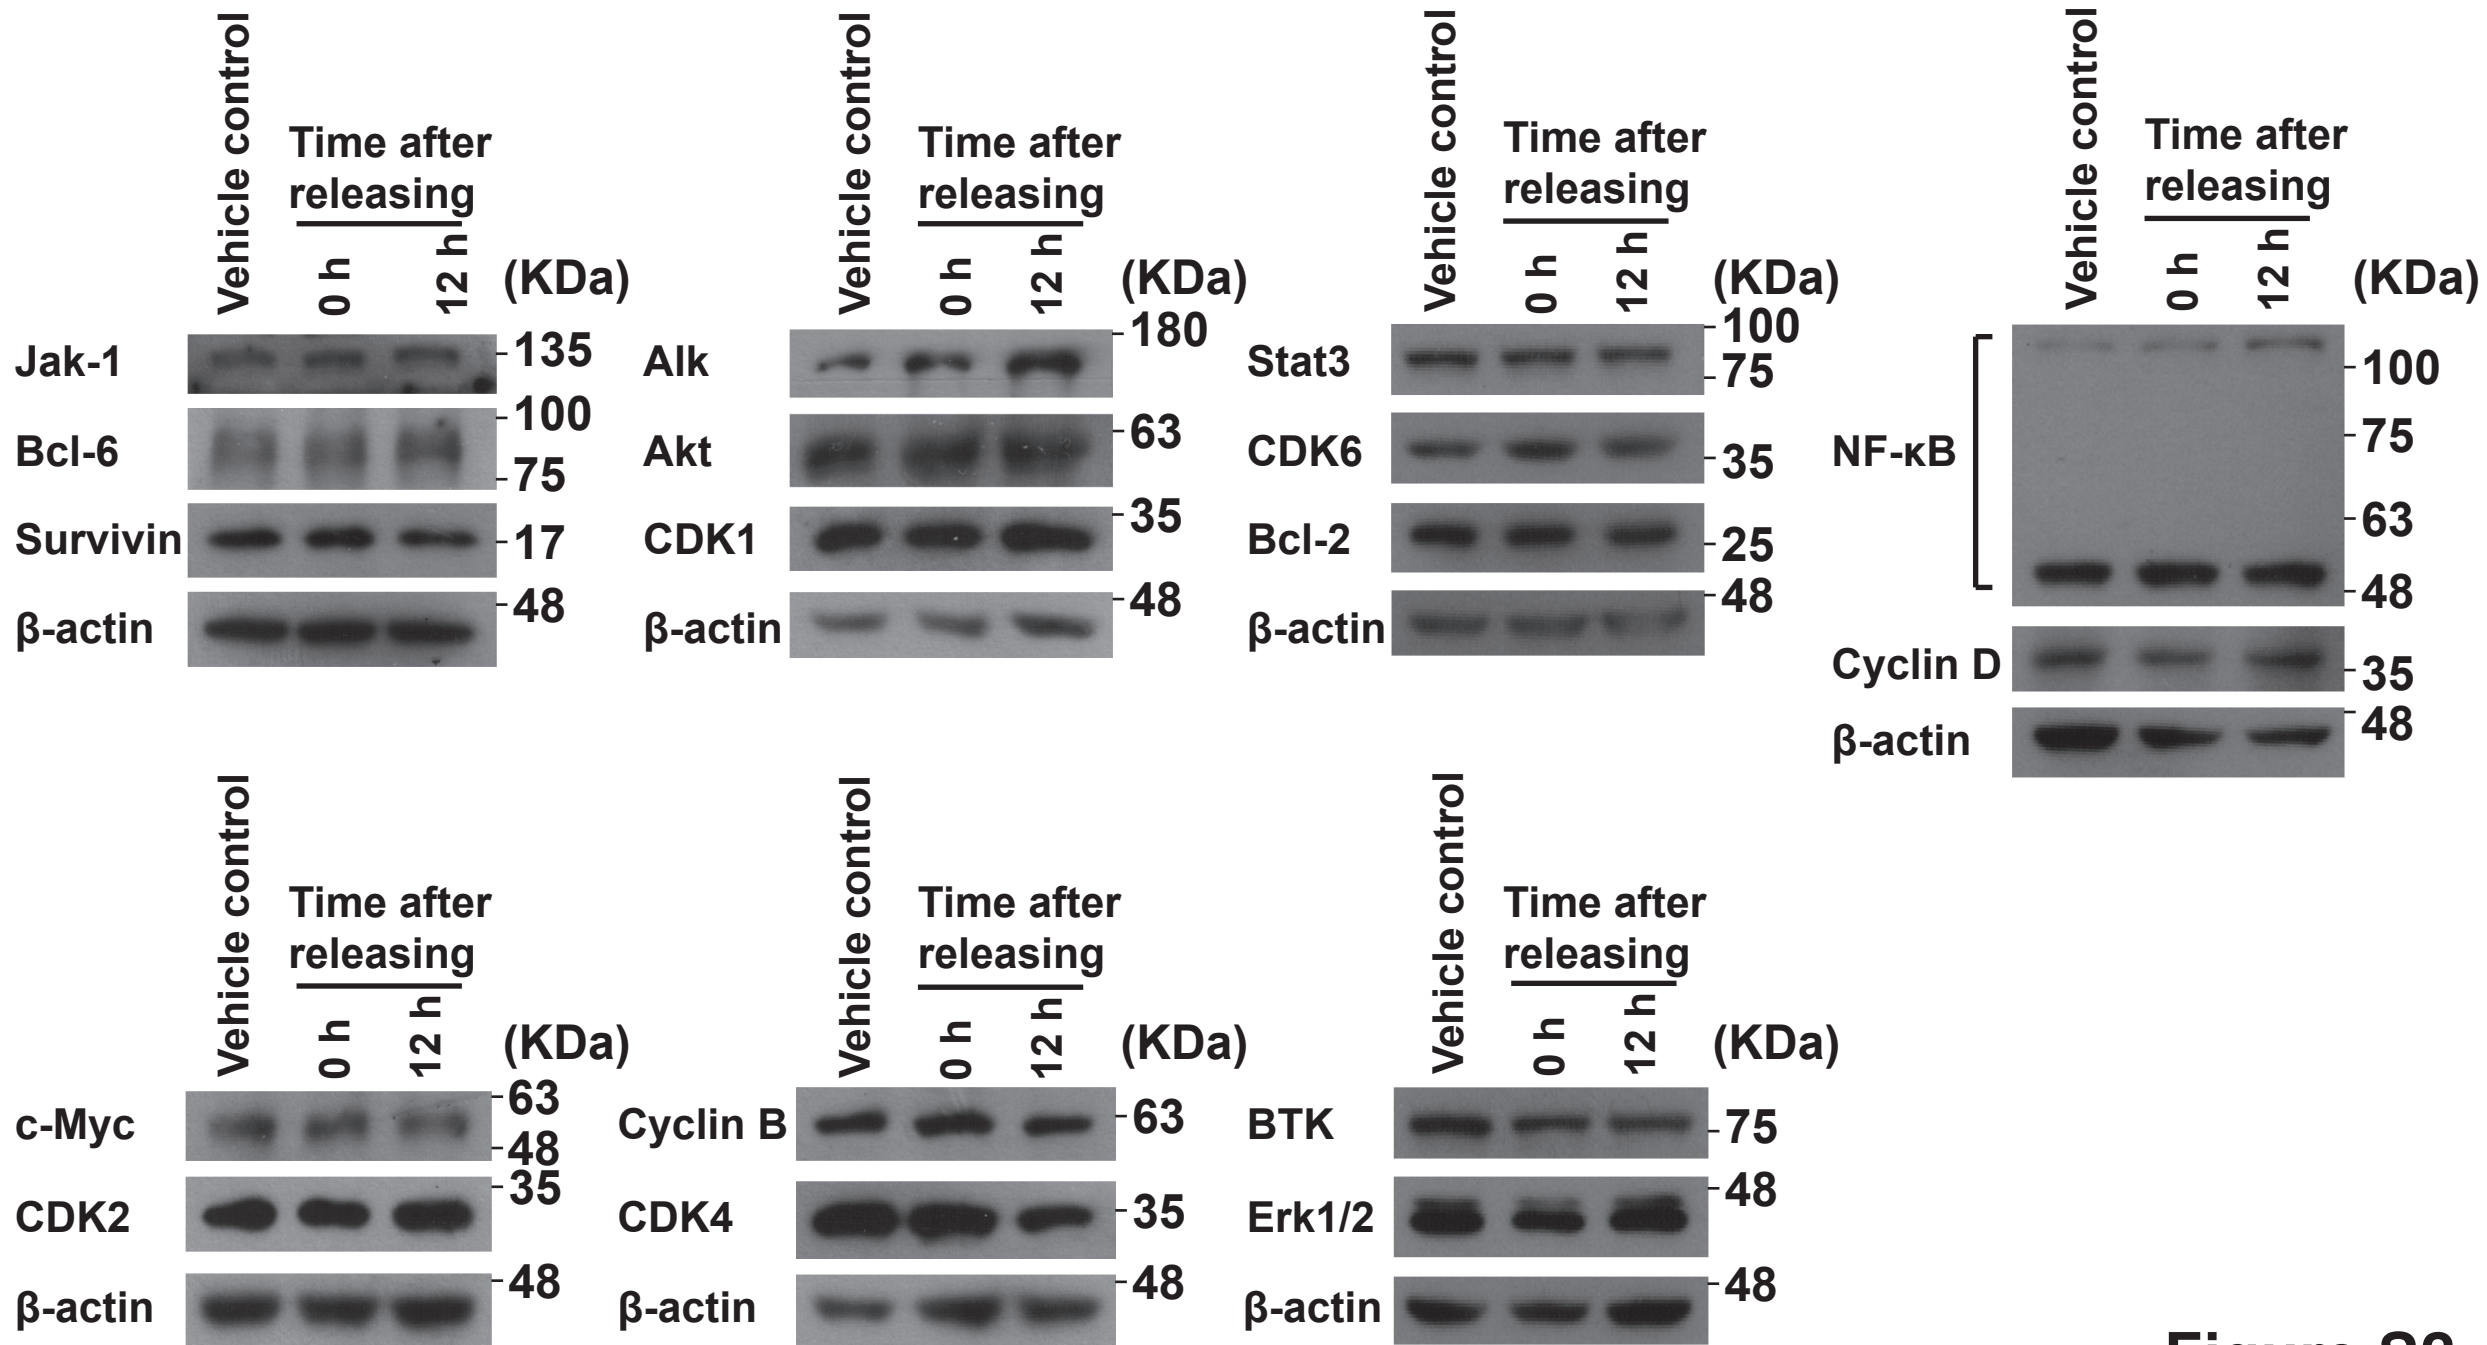 Vehicle control
Time after
releasing
0 h
12 h
(KDa)
Jak-1
135
Bcl-6
100
75
Survivin
17
β-actin
48
Vehicle control
Time after
releasing
0 h
12 h
(KDa)
Alk
180
Akt
63
CDK1
35
β-actin
48
Vehicle control
Time after
releasing
0 h
12 h
(KDa)
Stat3
100
75
CDK6
35
Bcl-2
25
β-actin
48
Vehicle control
Time after
releasing
0 h
12 h
(KDa)
NF-κB
100
75
63
48
Cyclin D
35
β-actin
48
Vehicle control
Time after
releasing
0 h
12 h
(KDa)
c-Myc
63
48
CDK2
35
β-actin
48
Vehicle control
Time after
releasing
0 h
12 h
(KDa)
Cyclin B
63
CDK4
35
β-actin
48
Vehicle control
Time after
releasing
0 h
12 h
(KDa)
BTK
75
Erk1/2
48
β-actin
48